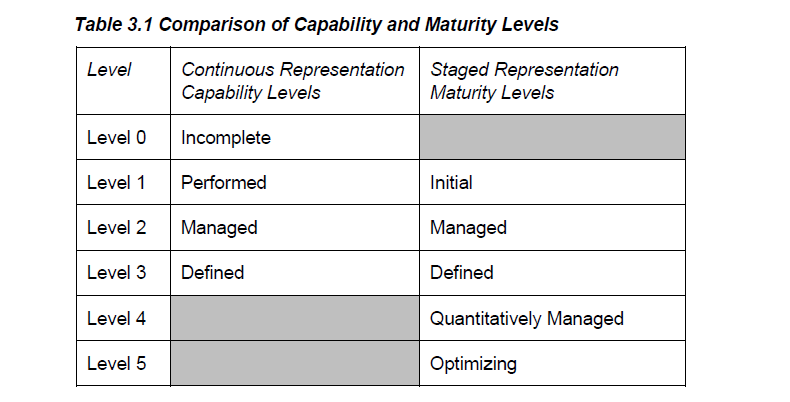 Table 3.1 Comparison of Capability and Maturity Levels
Level Continuous Representation Capability Levels Staged Representation Maturity Levels
Level 0 Incomplete
Level 1 Performed Initial
Level 2 Managed Managed
Level 3 Defined Defined
Level 4 Quantitatively Managed
Level 5 Optimizing